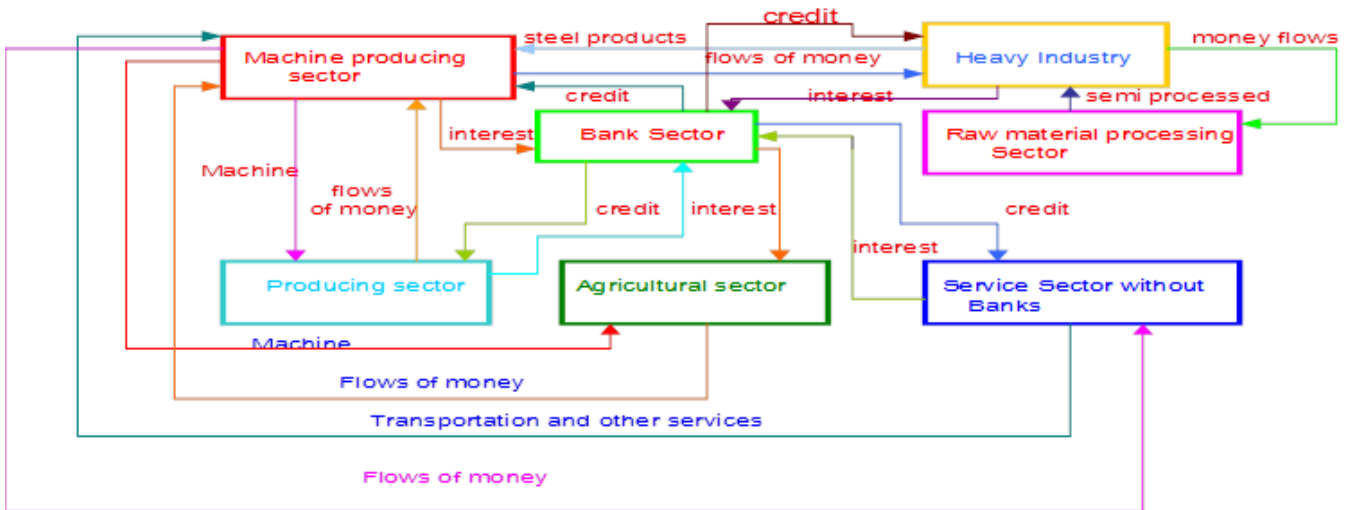 credit
steel products
money flows
Machine producing
sector
flows of money
Heavy Industry
credit
interest
semi processed
interest
Bank Sector
Raw material processing
Sector
Machine
flows
of money
credit
interest
credit
interest
Producing sector
Agricultural sector
Service Sector without
Banks
Machine
Flows of money
Transportation and other services
Flows of money